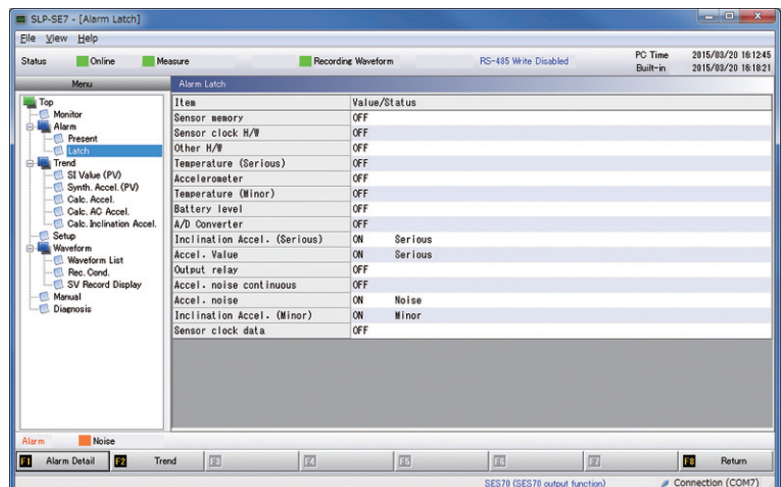 SLP-SE7 - [Alarm Latch]
File View Help
Status Online Measure Recording Waveform RS-485 Write Disabled PC Time 2015/03/20 16:12:45
Built-in 2015/03/20 16:18:21
Menu
Top
Monitor
Alarm
Present
Latch
Trend
SI Value (PV)
Synth. Accel. (PV)
Calc. Accel.
Calc. AC Accel.
Calc. Inclination Accel.
Setup
Waveform
Waveform List
Rec. Cond.
SV Record Display
Manual
Diagnosis
Alarm Latch
Item Value/Status
Sensor memory OFF
Sensor clock H/W OFF
Other H/W OFF
Temperature (Serious) OFF
Accelerometer OFF
Temperature (Minor) OFF
Battery level OFF
A/D Converter OFF
Inclination Accel. (Serious) ON Serious
Accel. Value ON Serious
Output relay OFF
Accel. noise continuous OFF
Accel. noise ON Noise
Inclination Accel. (Minor) ON Minor
Sensor clock data OFF
Alarm Noise
F1 Alarm Detail F2 Trend F3 F4 F5 F6 F7 F8 Return
SES70 (SES70 output function) Connection (COM7)